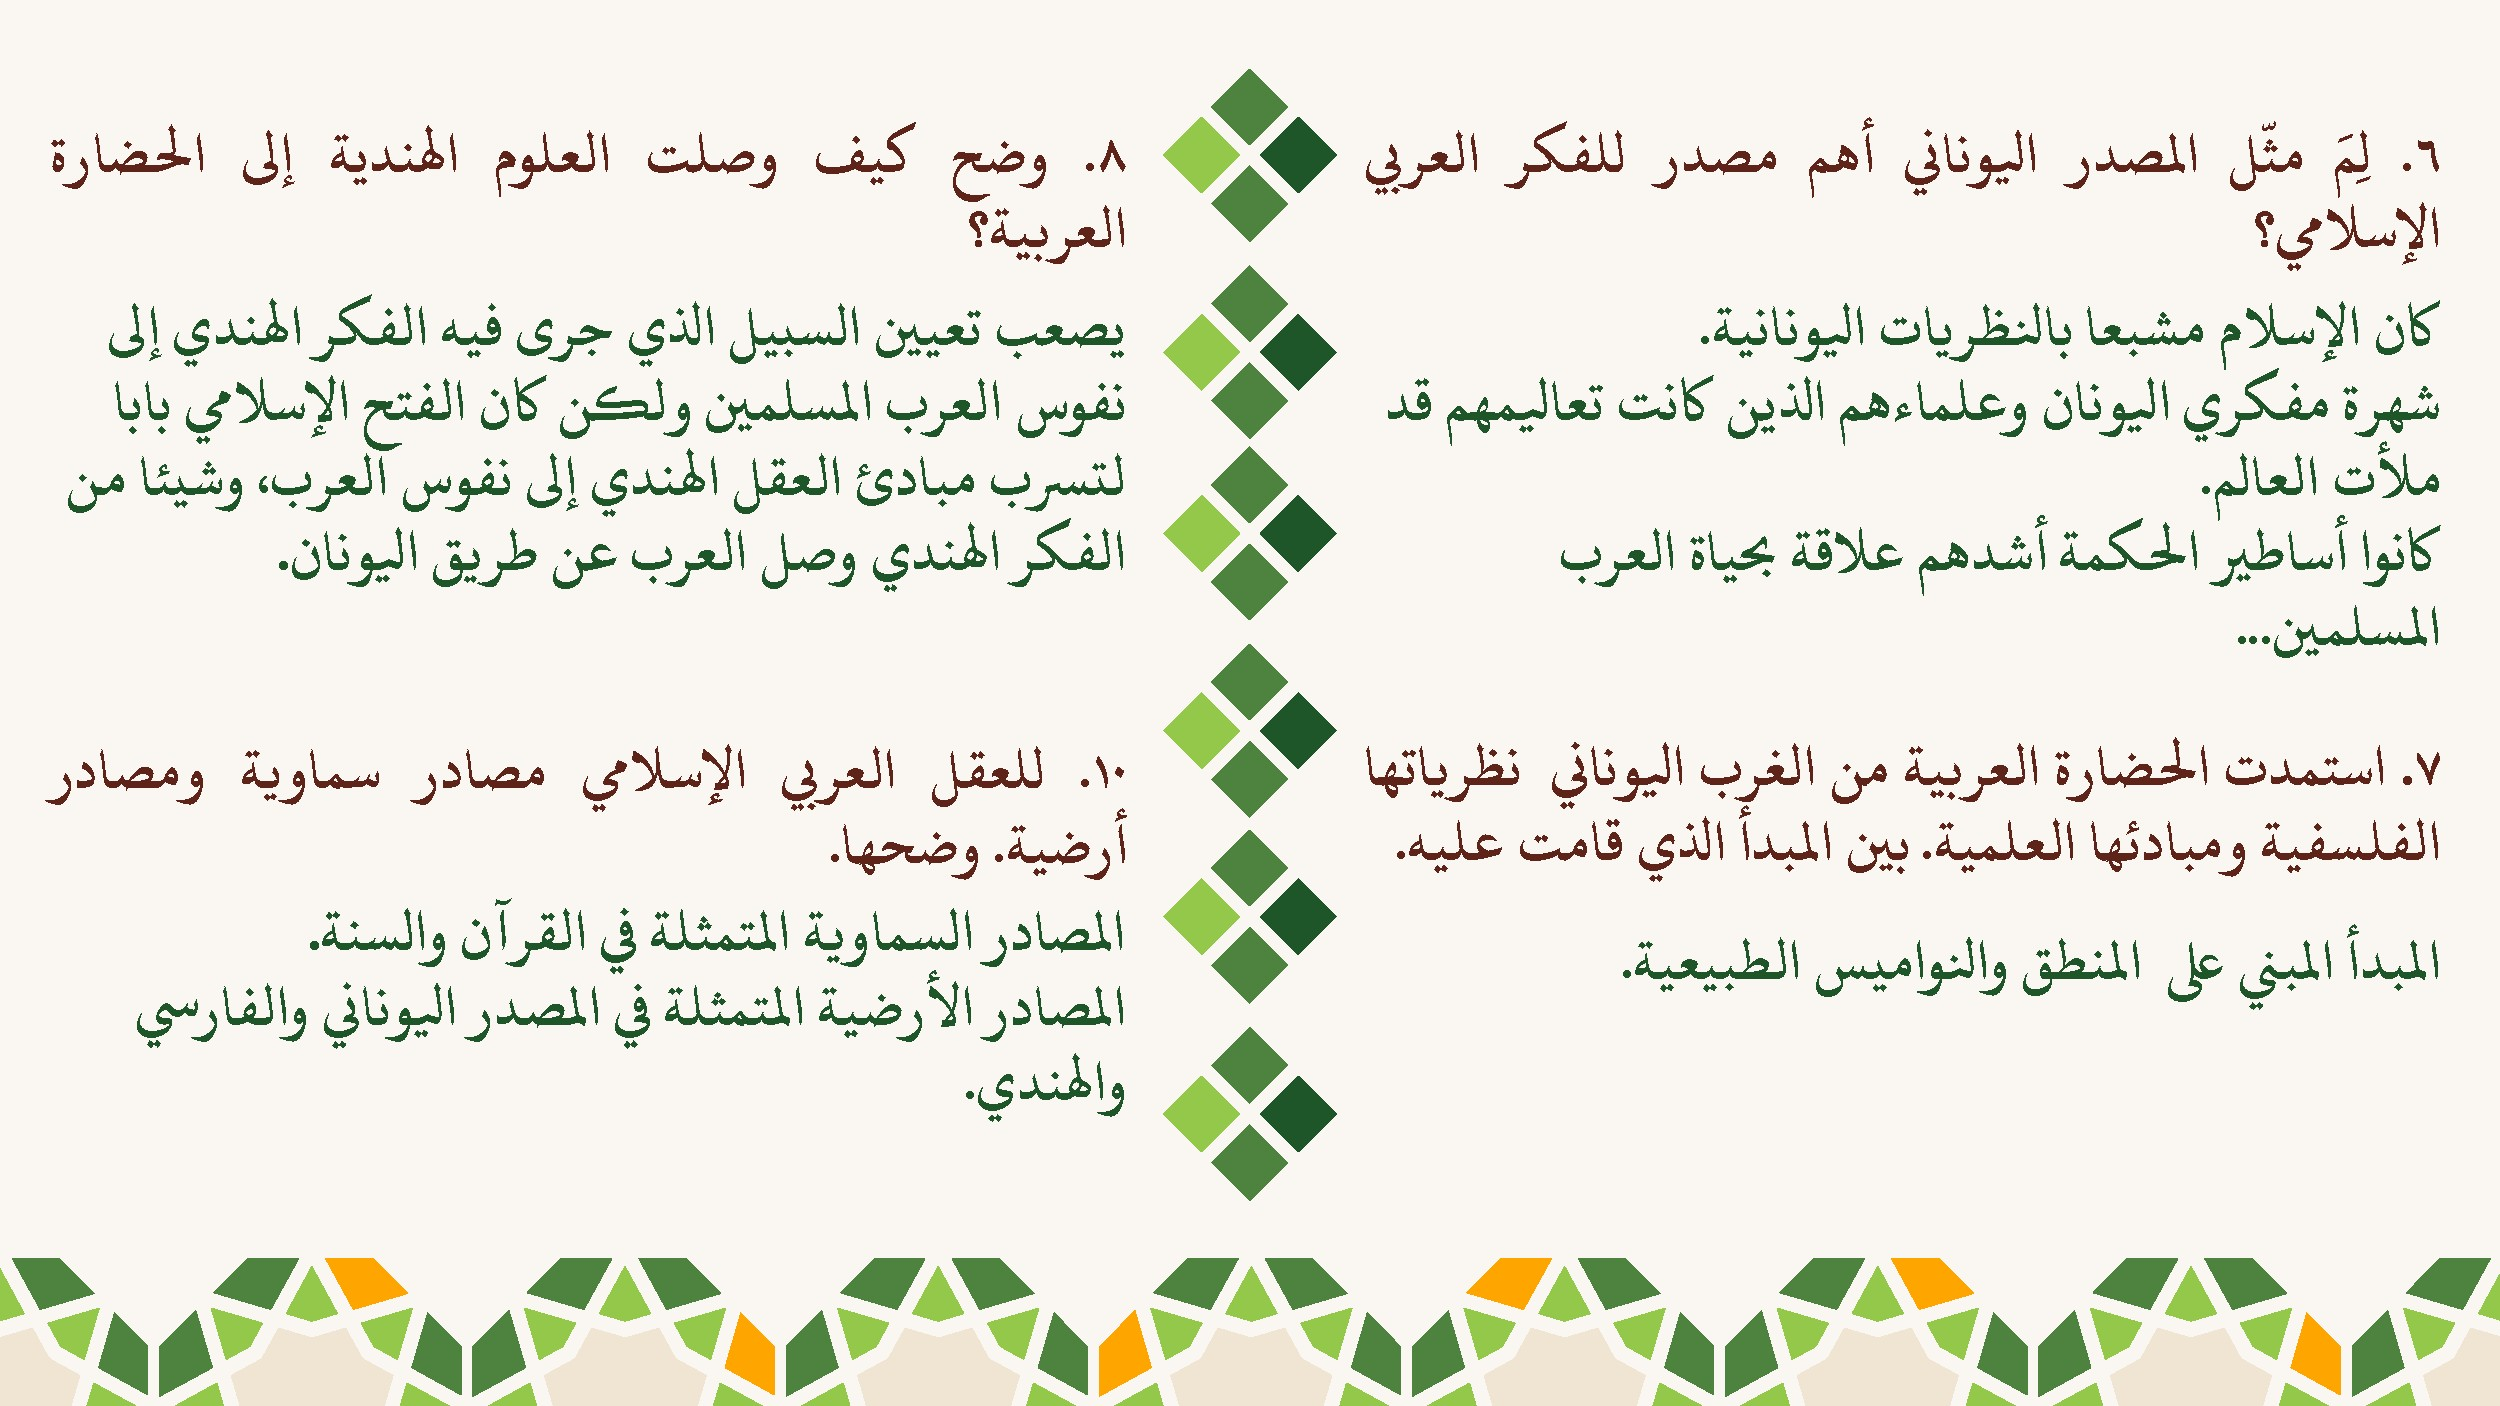 ٦. لِمَ مثّل المصدر اليوناني أهم مصدر للفكر العربي
الإسلامي؟
كان الإسلام مشبعا بالنظريات اليونانية.
شهرة مفكري اليونان وعلماءهم الذين كانت تعاليمهم قد
ملأت العالم.
كانوا أساطير الحكمة أشدهم علاقة بحياة العرب
المسلمين...
٧. استمدت الحضارة العربية من الغرب اليوناني نظرياتها
الفلسفية ومبادئها العلمية. بين المبدأ الذي قامت عليه.
المبدأ المبني على المنطق والنواميس الطبيعية.
٨. وضح كيف وصلت العلوم الهندية إلى الحضارة
العربية؟
يصعب تعيين السبيل الذي جرى فيه الفكر الهندي إلى
نفوس العرب المسلمين ولكن كان الفتح الإسلامي بابا
لتسرب مبادئ العقل الهندي إلى نفوس العرب، وشيئا من
الفكر الهندي وصل العرب عن طريق اليونان.
١٠. للعقل العربي الإسلامي مصادر سماوية ومصادر
أرضية. وضحها.
المصادر السماوية المتمثلة في القرآن والسنة.
المصادر الأرضية المتمثلة في المصدر اليوناني والفارسي
والهندي.